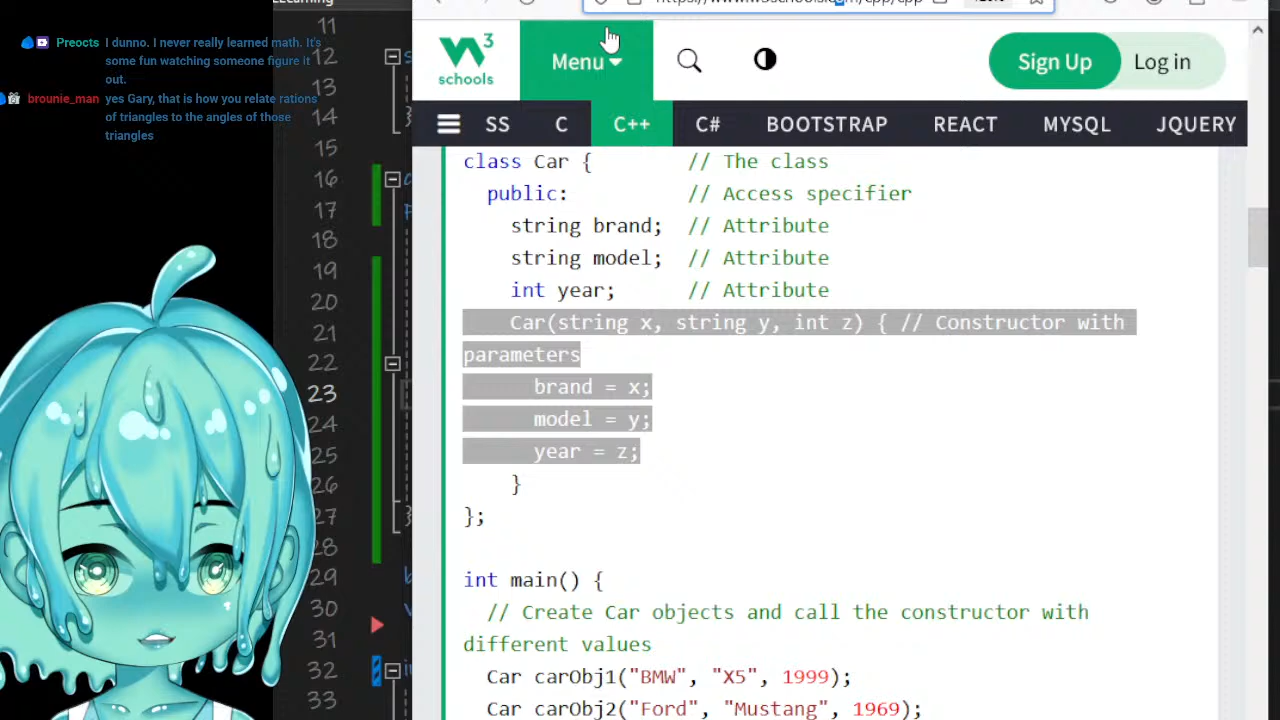 11
12
13
14
15
16
17
18
19
20
21
22
23
24
25
26
27
28
29
30
31
32
33
Preocts I dunno. I never really learned math. It's
some fun watching someone figure it
out.
brounie_man yes Gary, that is how you relate rations
of triangles to the angles of those
triangles
W3
schools
Menu
Sign Up
Log in
SS C C++ C# BOOTSTRAP REACT MYSQL JQUERY
class Car { // The class
public: // Access specifier
string brand; // Attribute
string model; // Attribute
int year; // Attribute
Car(string x, string y, int z) { // Constructor with
parameters
brand = x;
model = y;
year = z;
}
};
int main() {
// Create Car objects and call the constructor with
different values
Car carObj1("BMW", "X5", 1999);
Car carObj2("Ford", "Mustang", 1969);